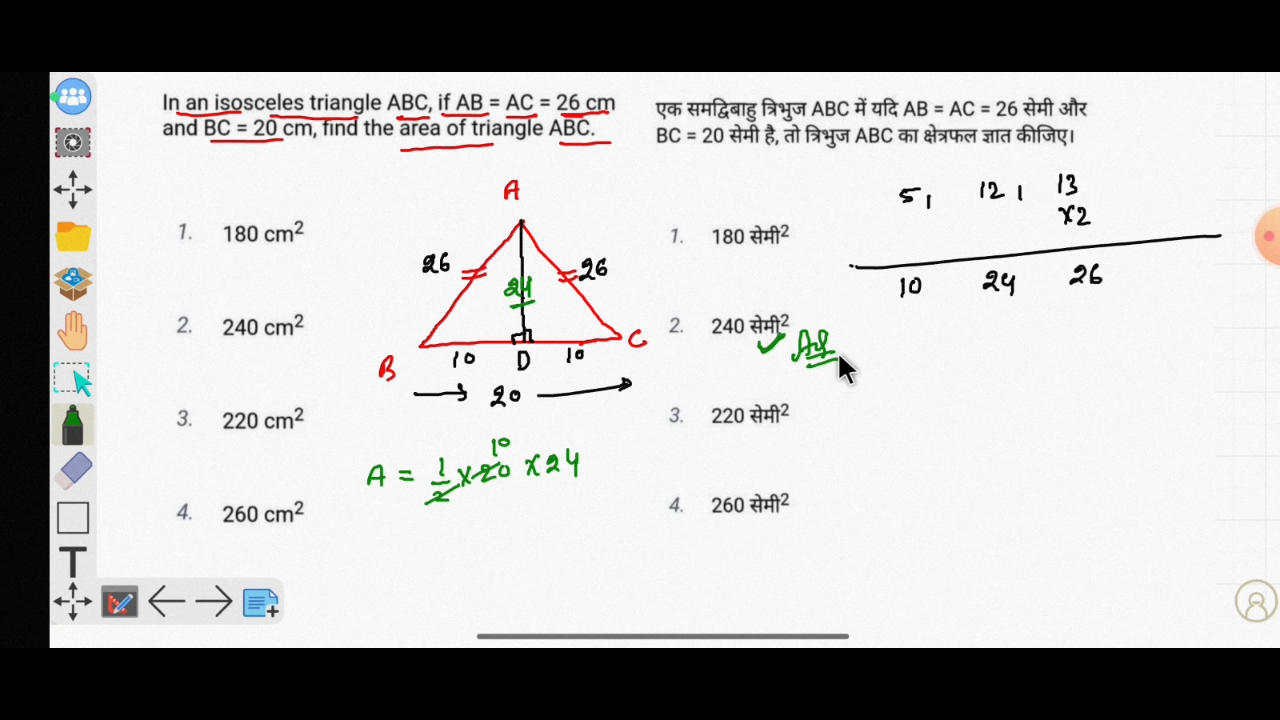 In an isosceles triangle ABC, if AB = AC = 26 cm
and BC = 20 cm, find the area of triangle ABC.
1. 180 cm²
2. 240 cm²
3. 220 cm²
4. 260 cm²
A
26
26
24
B
10
D
10
C
20
10
A = 1/2 × 20 × 24
एक समद्विबाहु त्रिभुज ABC में यदि AB = AC = 26 सेमी और
BC = 20 सेमी है, तो त्रिभुज ABC का क्षेत्रफल ज्ञात कीजिए।
5, 12, 13
×2
10 24 26
1. 180 सेमी²
2. 240 सेमी²
3. 220 सेमी²
4. 260 सेमी²
T